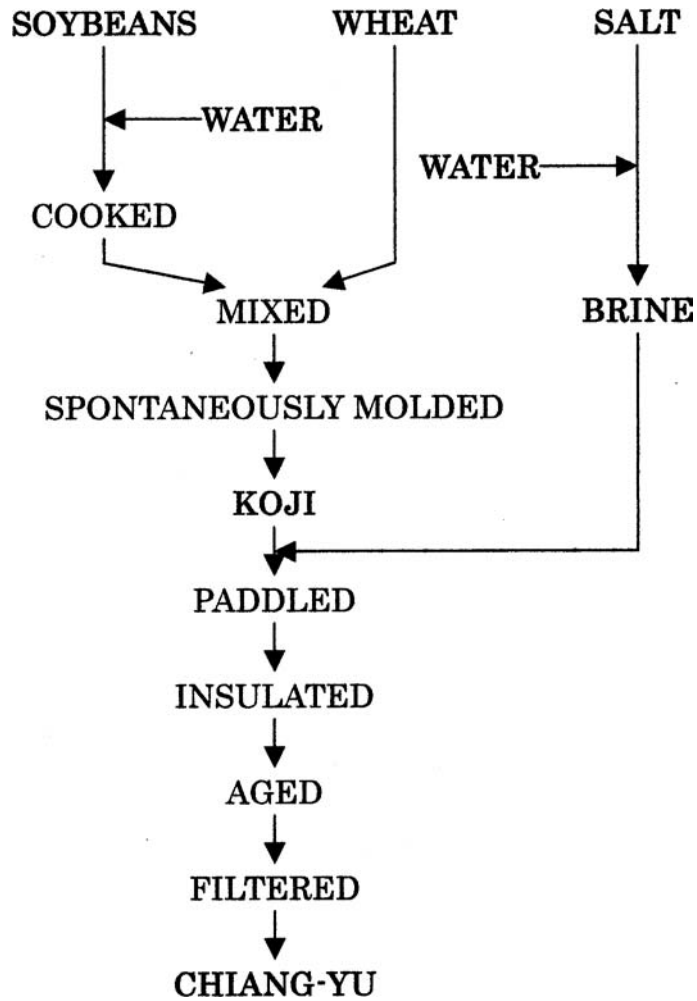 SOYBEANS WHEAT SALT
WATER
WATER
COOKED
MIXED BRINE
SPONTANEOUSLY MOLDED
KOJI
PADDLED
INSULATED
AGED
FILTERED
CHIANG-YU